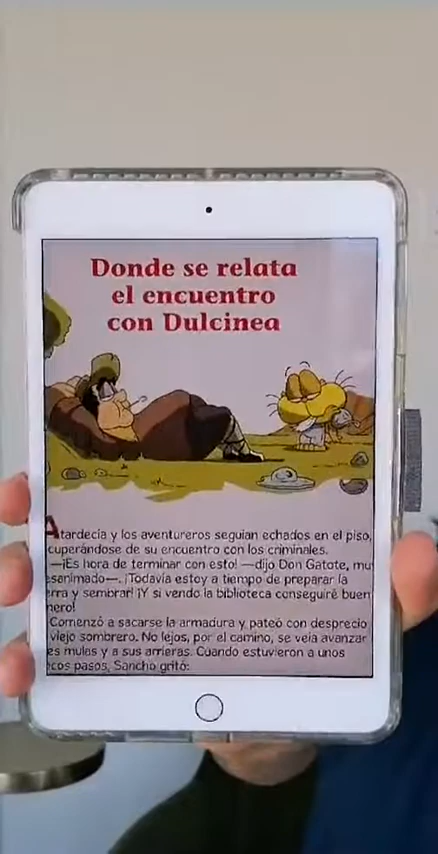 Donde se relata
el encuentro
con Dulcinea
Atardecía y los aventureros seguían echados en el piso,
cuperándose de su encuentro con los criminales.
—¡Es hora de terminar con esto! —dijo Don Gatote, mu
esanimado—. ¡Todavía estoy a tiempo de preparar la
erra y sembrar! ¡Y si vendo la biblioteca conseguiré buen
nero!
Comenzó a sacarse la armadura y pateó con desprecio
viejo sombrero. No lejos, por el camino, se veía avanzar
es mulas y a sus arrieras. Cuando estuvieron a unos
ocos pasos, Sancho gritó: